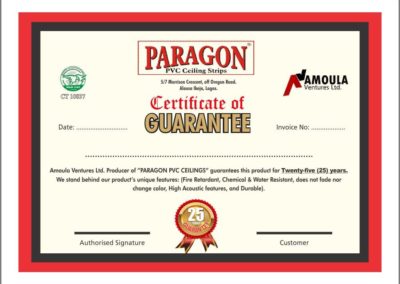 PARAGON
PVC Ceiling Strips
5/7 Morrison Crescent, off Oregun Road,
Alausa Ikeja, Lagos.
CT 10037
AMOULA
Ventures Ltd.
Certificate of
GUARANTEE
Date: ..................
Invoice No: ..................
Amoula Ventures Ltd. Producer of "PARAGON PVC CEILINGS" guarantees this product for Twenty-five (25) years.
We stand behind our product's unique features: (Fire Retardant, Chemicol & Water Resistant, does not fade nor
change color, High Acoustic features, and Durable).
25
Authorised Signature
Customer